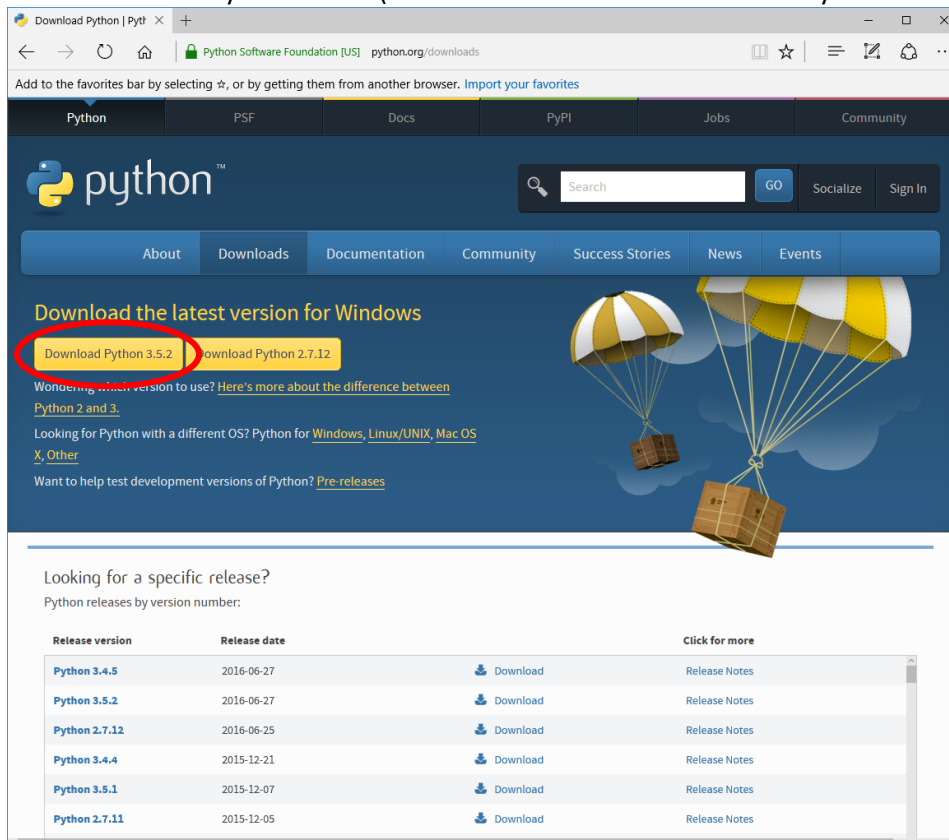 Download Python | Pyth
Python Software Foundation [US] python.org/downloads
Add to the favorites bar by selecting ☆, or by getting them from another browser. Import your favorites
Python PSF Docs PyPI Jobs Community
python™
Search GO Socialize Sign In
About Downloads Documentation Community Success Stories News Events
Download the latest version for Windows
Download Python 3.5.2 Download Python 2.7.12
Wondering which version to use? Here's more about the difference between
Python 2 and 3.
Looking for Python with a different OS? Python for Windows, Linux/UNIX, Mac OS
X, Other
Want to help test development versions of Python? Pre-releases
Looking for a specific release?
Python releases by version number:
Release version Release date Click for more
Python 3.4.5 2016-06-27 Download Release Notes
Python 3.5.2 2016-06-27 Download Release Notes
Python 2.7.12 2016-06-25 Download Release Notes
Python 3.4.4 2015-12-21 Download Release Notes
Python 3.5.1 2015-12-07 Download Release Notes
Python 2.7.11 2015-12-05 Download Release Notes